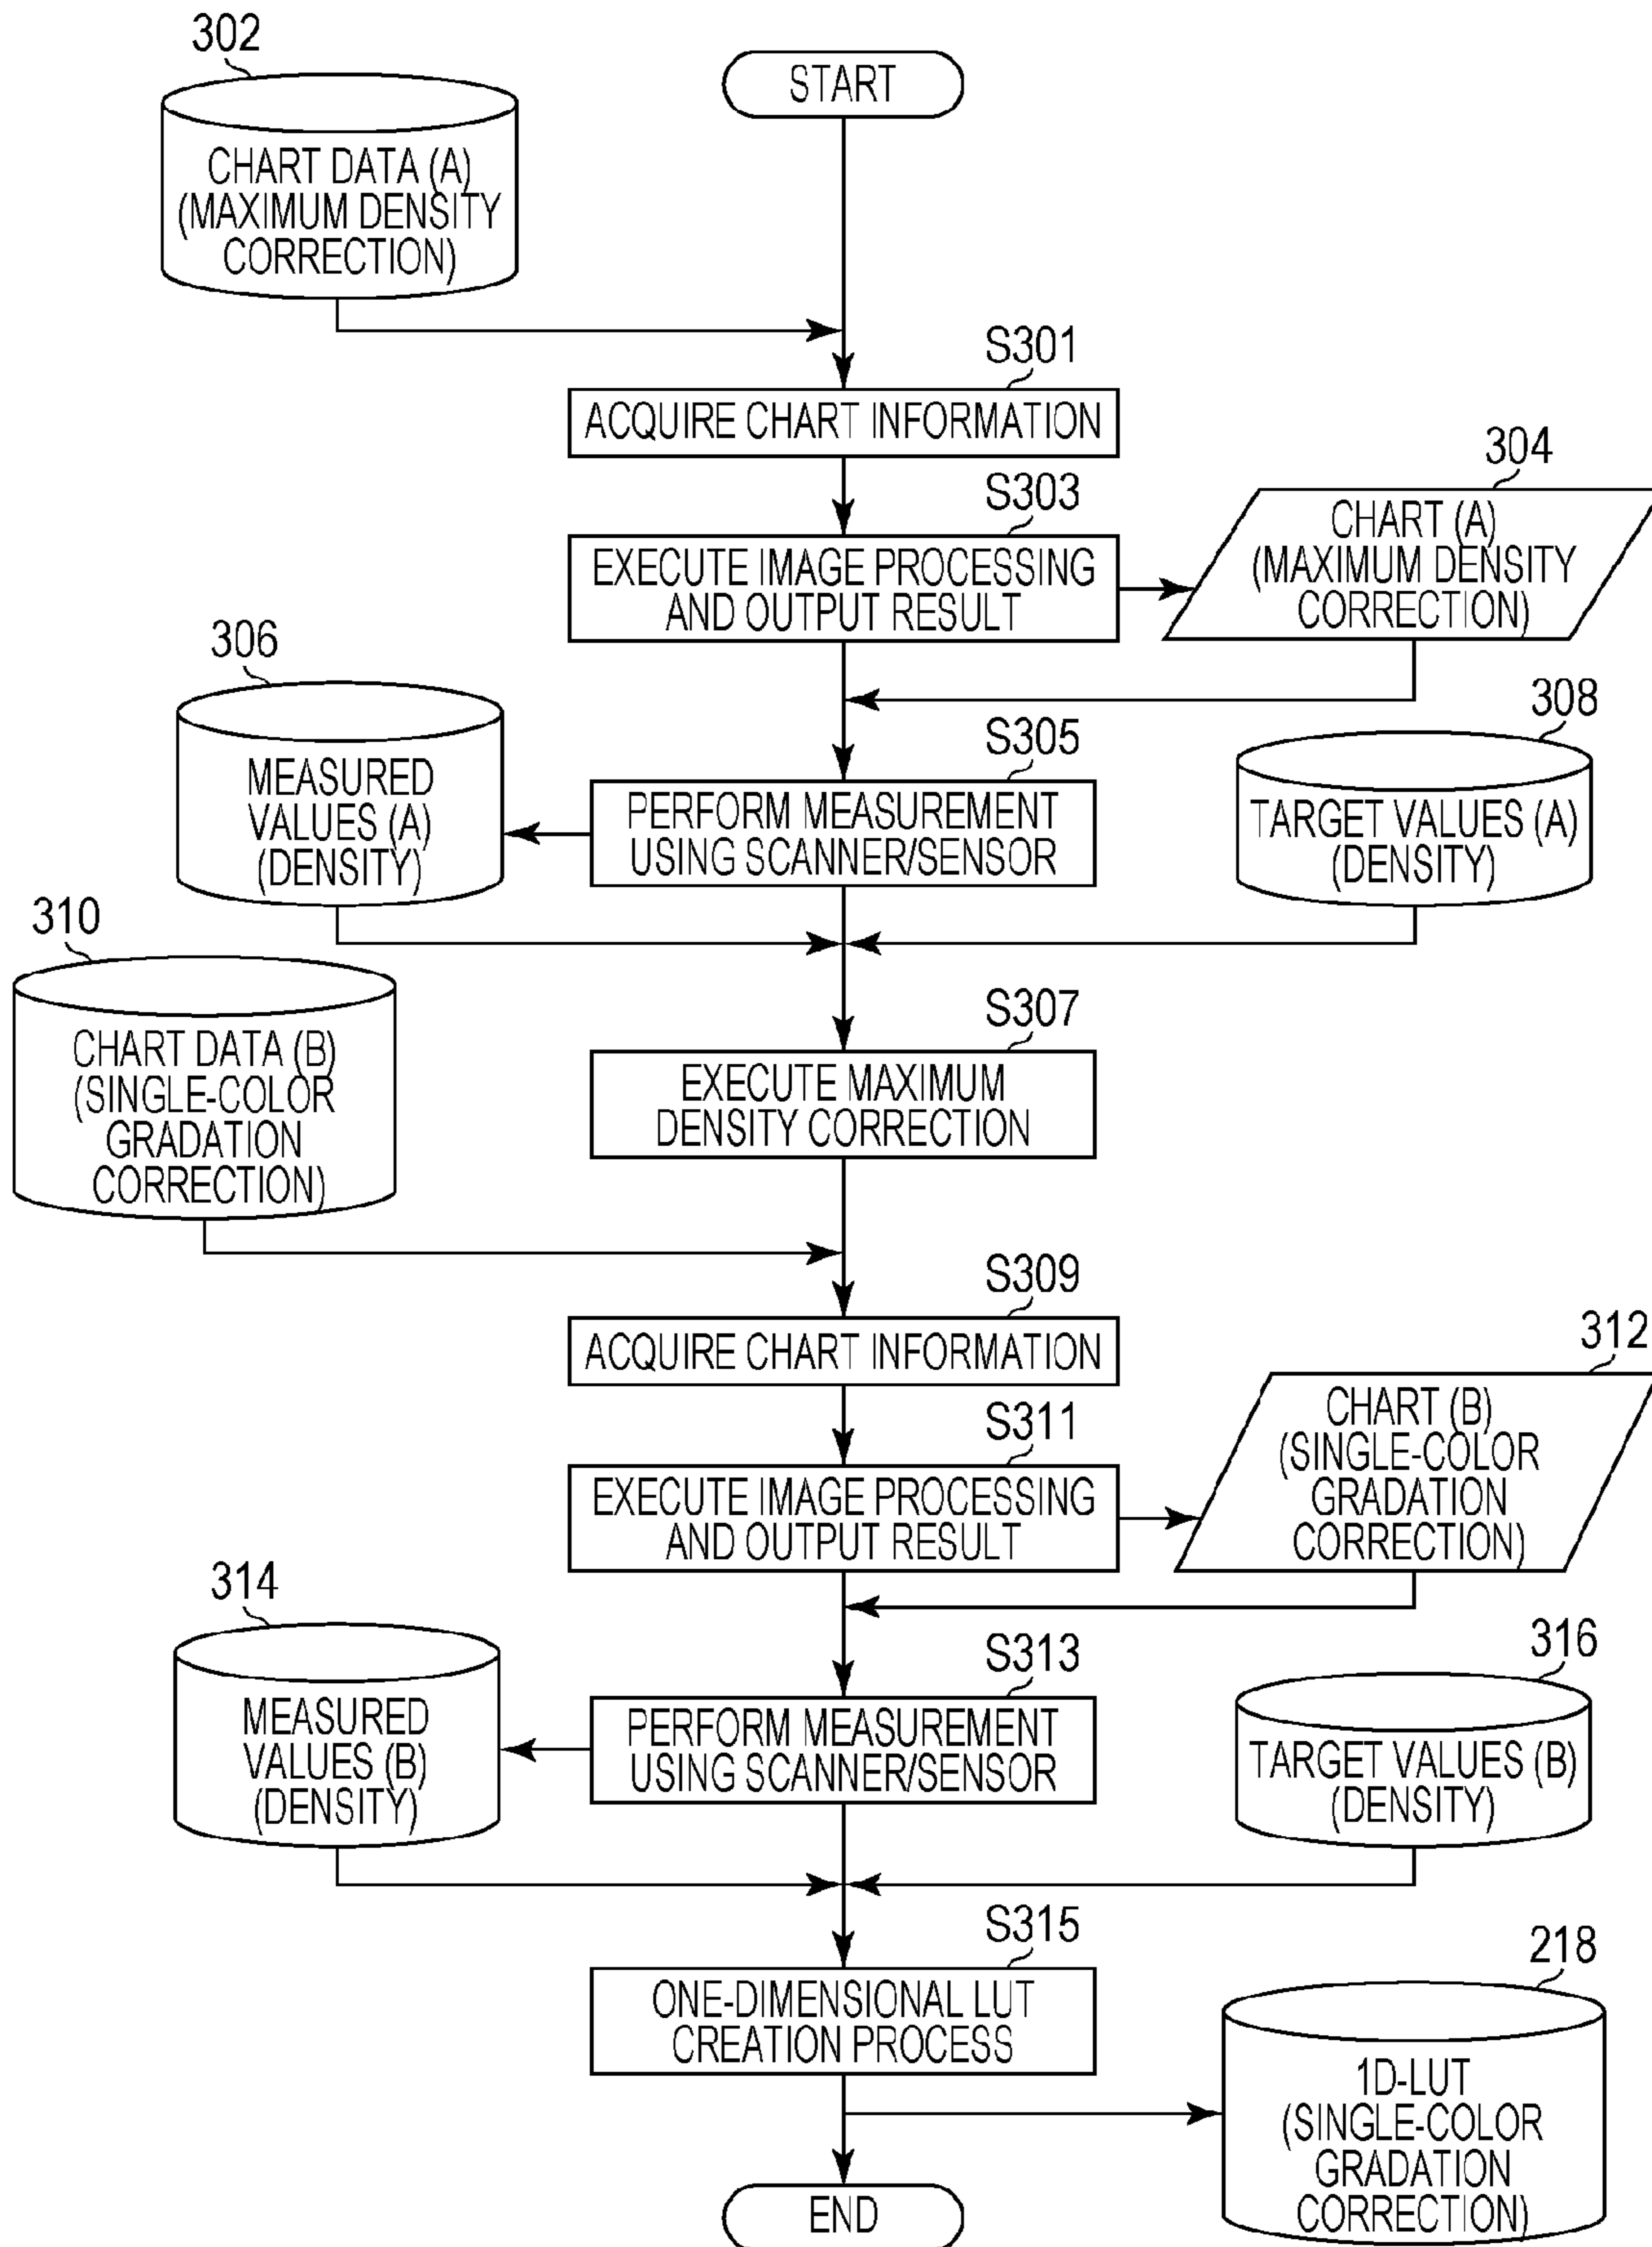 302
START
CHART DATA (A)
(MAXIMUM DENSITY
CORRECTION)
S301
ACQUIRE CHART INFORMATION
S303
EXECUTE IMAGE PROCESSING
AND OUTPUT RESULT
304
CHART (A)
(MAXIMUM DENSITY
CORRECTION)
306
MEASURED
VALUES (A)
(DENSITY)
S305
PERFORM MEASUREMENT
USING SCANNER/SENSOR
308
TARGET VALUES (A)
(DENSITY)
310
CHART DATA (B)
(SINGLE-COLOR
GRADATION
CORRECTION)
S307
EXECUTE MAXIMUM
DENSITY CORRECTION
S309
ACQUIRE CHART INFORMATION
S311
EXECUTE IMAGE PROCESSING
AND OUTPUT RESULT
312
CHART (B)
(SINGLE-COLOR
GRADATION
CORRECTION)
314
MEASURED
VALUES (B)
(DENSITY)
S313
PERFORM MEASUREMENT
USING SCANNER/SENSOR
316
TARGET VALUES (B)
(DENSITY)
S315
ONE-DIMENSIONAL LUT
CREATION PROCESS
218
1D-LUT
(SINGLE-COLOR
GRADATION
CORRECTION)
END